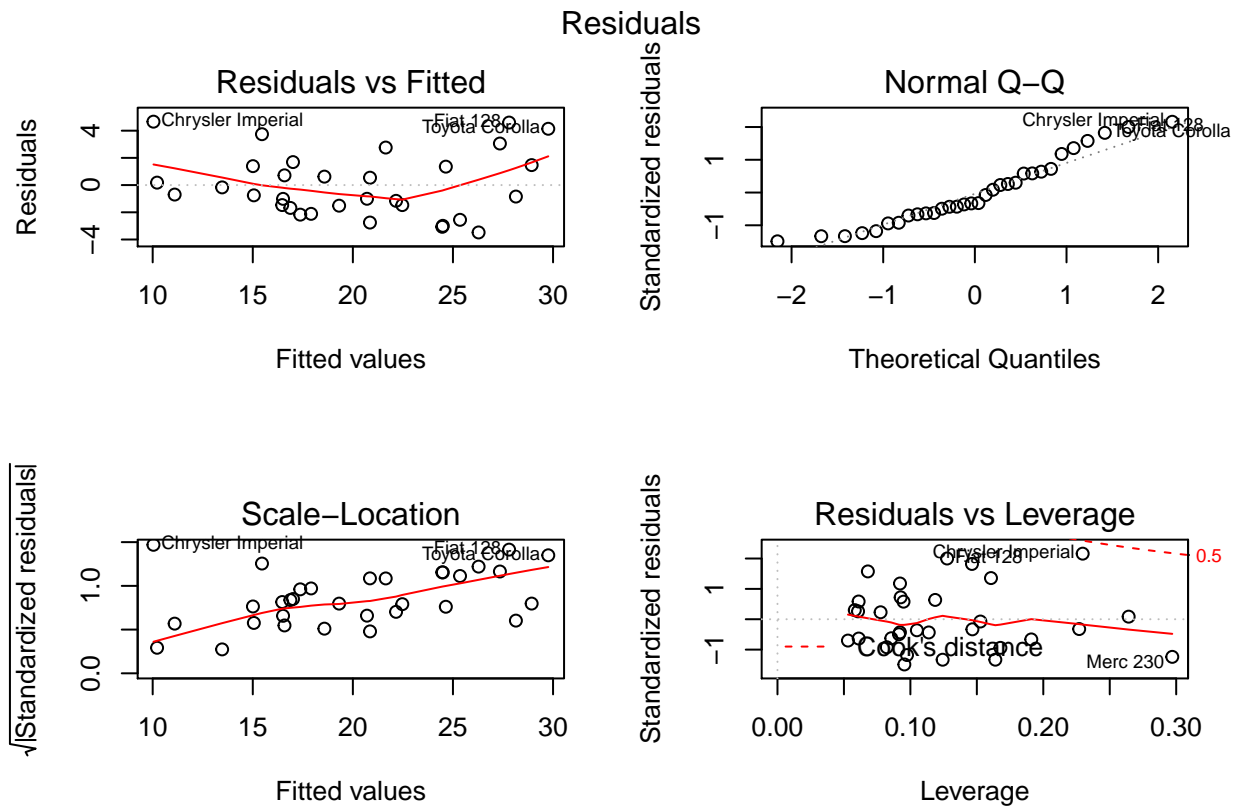 Residuals
Residuals vs Fitted
Residuals
4
0
−4
Chrysler Imperial
Fiat 128
Toyota Corolla
10 15 20 25 30
Fitted values
Normal Q−Q
Standardized residuals
1
−1
Chrysler Imperial
Fiat 128
Toyota Corolla
−2 −1 0 1 2
Theoretical Quantiles
Scale−Location
√|Standardized residuals|
1.0
0.0
Chrysler Imperial
Fiat 128
Toyota Corolla
10 15 20 25 30
Fitted values
Residuals vs Leverage
Standardized residuals
1
−1
Chrysler Imperial
Fiat 128
0.5
Cook's distance
Merc 230
0.00 0.10 0.20 0.30
Leverage